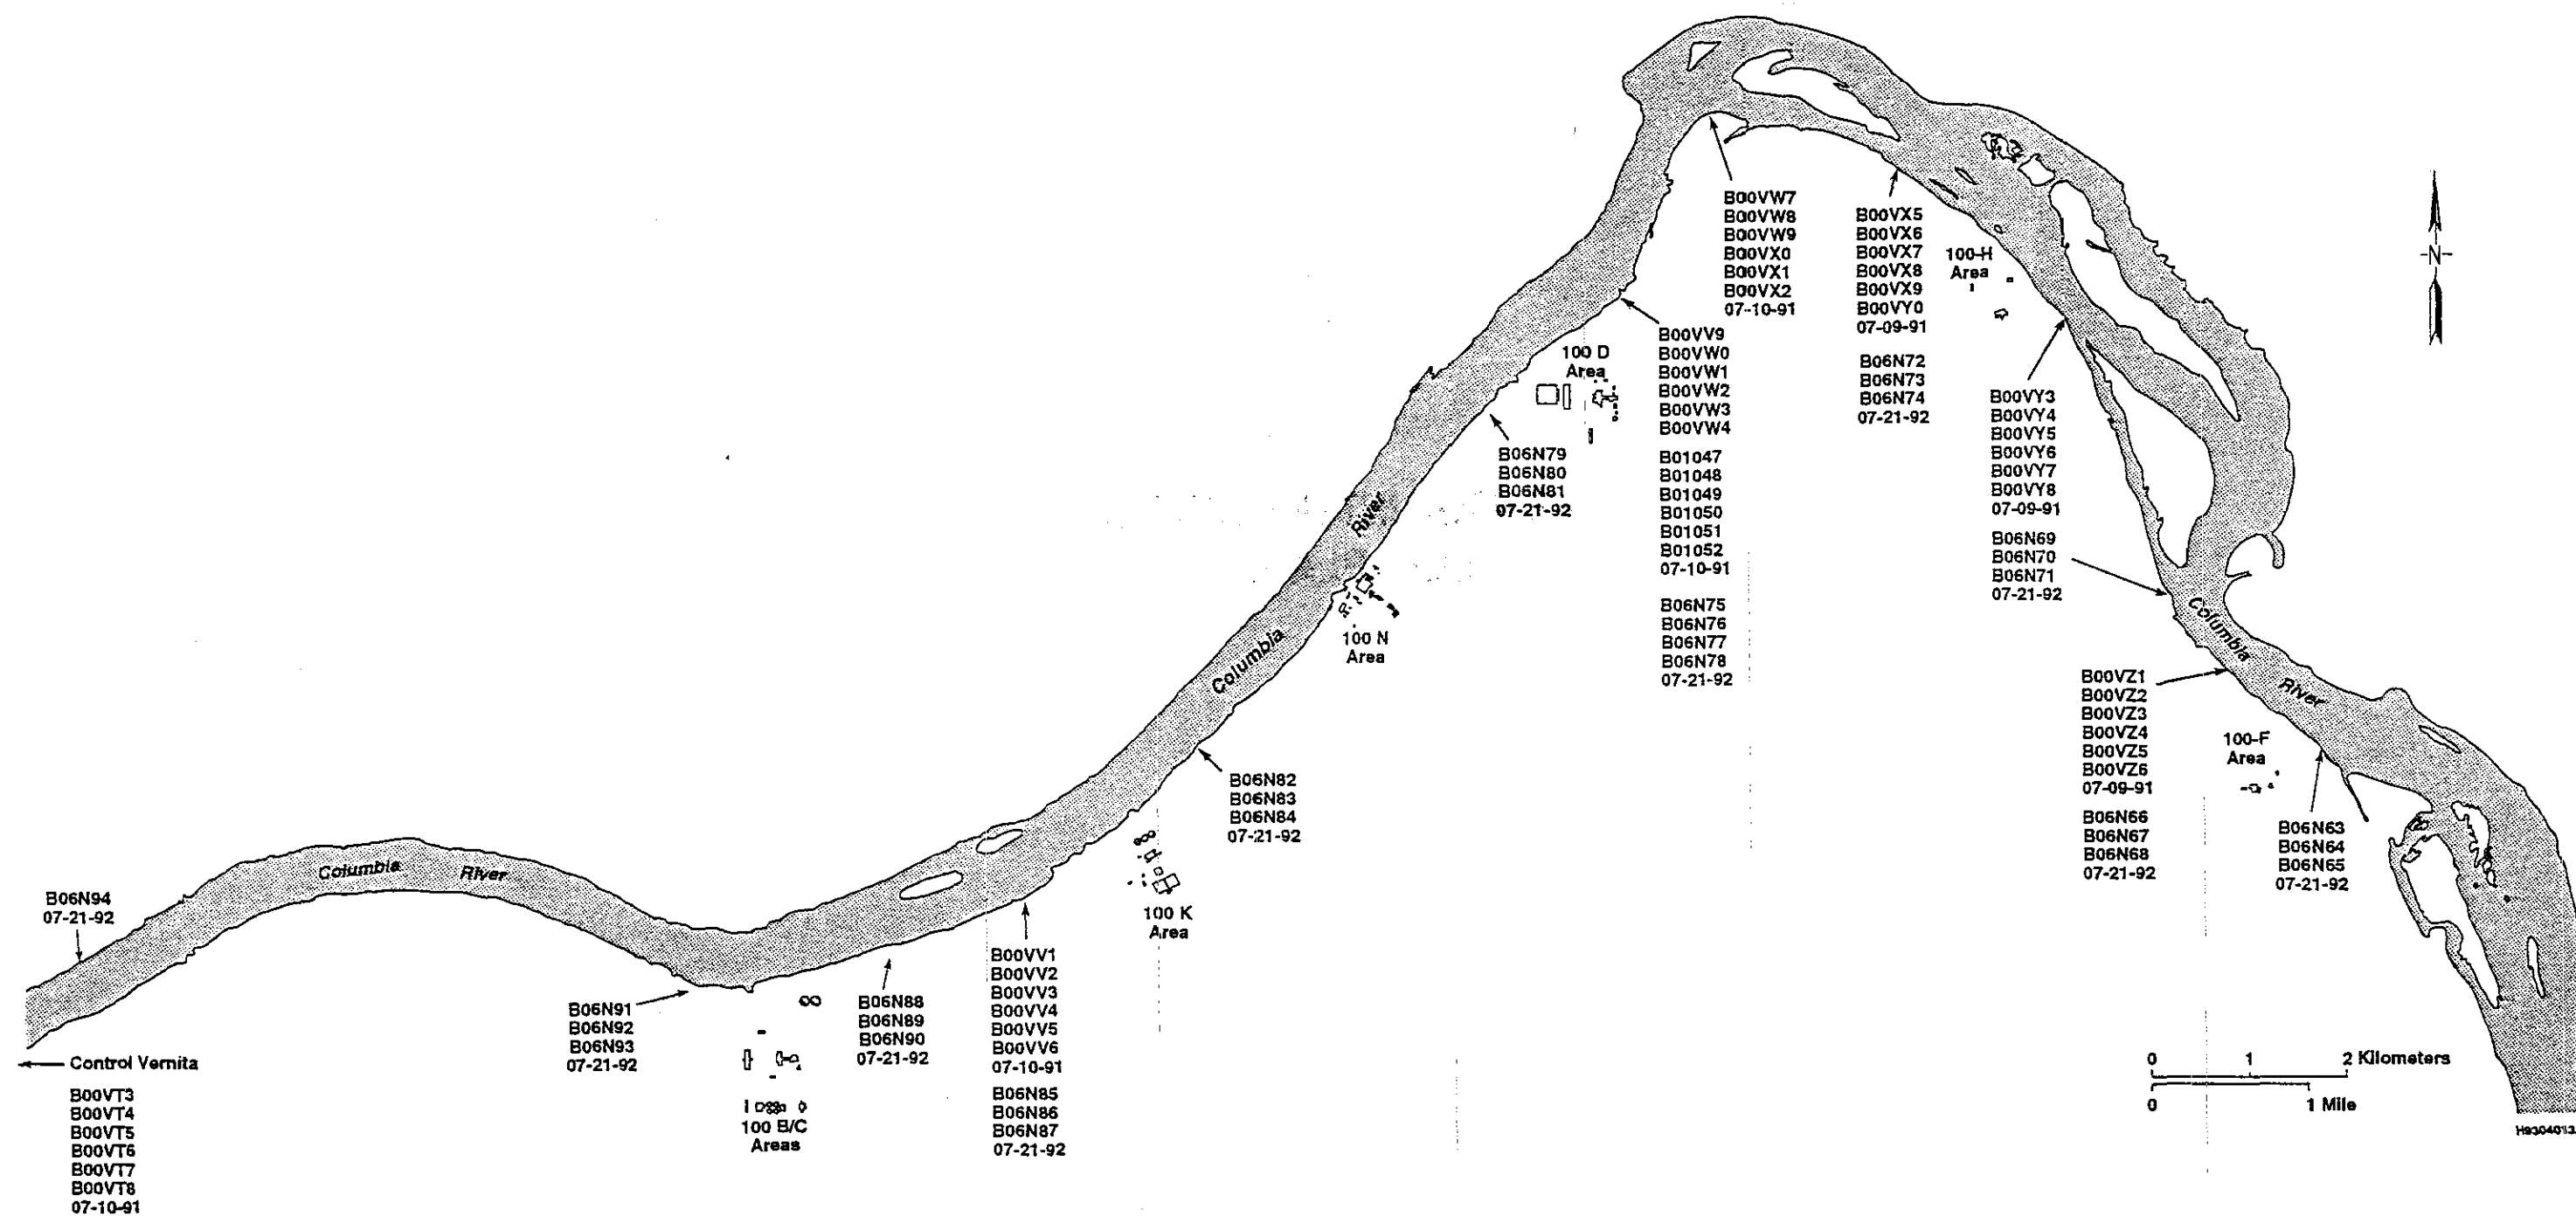 B06N94
07-21-92
Columbia River
Control Vernita
B00VT3
B00VT4
B00VT5
B00VT6
B00VT7
B00VT8
07-10-91
B06N91
B06N92
B06N93
07-21-92
100 B/C
Areas
B06N88
B06N89
B06N90
07-21-92
B00VV1
B00VV2
B00VV3
B00VV4
B00VV5
B00VV6
07-10-91
B06N85
B06N86
B06N87
07-21-92
100 K
Area
B06N82
B06N83
B06N84
07-21-92
Columbia River
100 N
Area
B06N79
B06N80
B06N81
07-21-92
100 D
Area
B00VV9
B00VW0
B00VW1
B00VW2
B00VW3
B00VW4
B01047
B01048
B01049
B01050
B01051
B01052
07-10-91
B06N75
B06N76
B06N77
B06N78
07-21-92
B00VW7
B00VW8
B00VW9
B00VX0
B00VX1
B00VX2
07-10-91
B00VX5
B00VX6
B00VX7
B00VX8
B00VX9
B00VY0
07-09-91
B06N72
B06N73
B06N74
07-21-92
100-H
Area
B00VY3
B00VY4
B00VY5
B00VY6
B00VY7
B00VY8
07-09-91
B06N69
B06N70
B06N71
07-21-92
Columbia River
B00VZ1
B00VZ2
B00VZ3
B00VZ4
B00VZ5
B00VZ6
07-09-91
B06N66
B06N67
B06N68
07-21-92
100-F
Area
B06N63
B06N64
B06N65
07-21-92
-N-
0 1 2 Kilometers
0 1 Mile